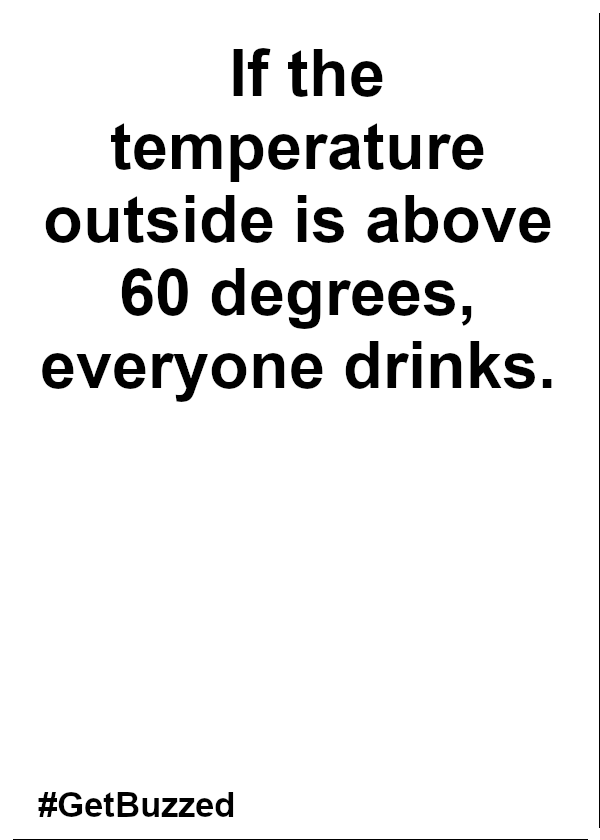 If the
temperature
outside is above
60 degrees,
everyone drinks.
#GetBuzzed